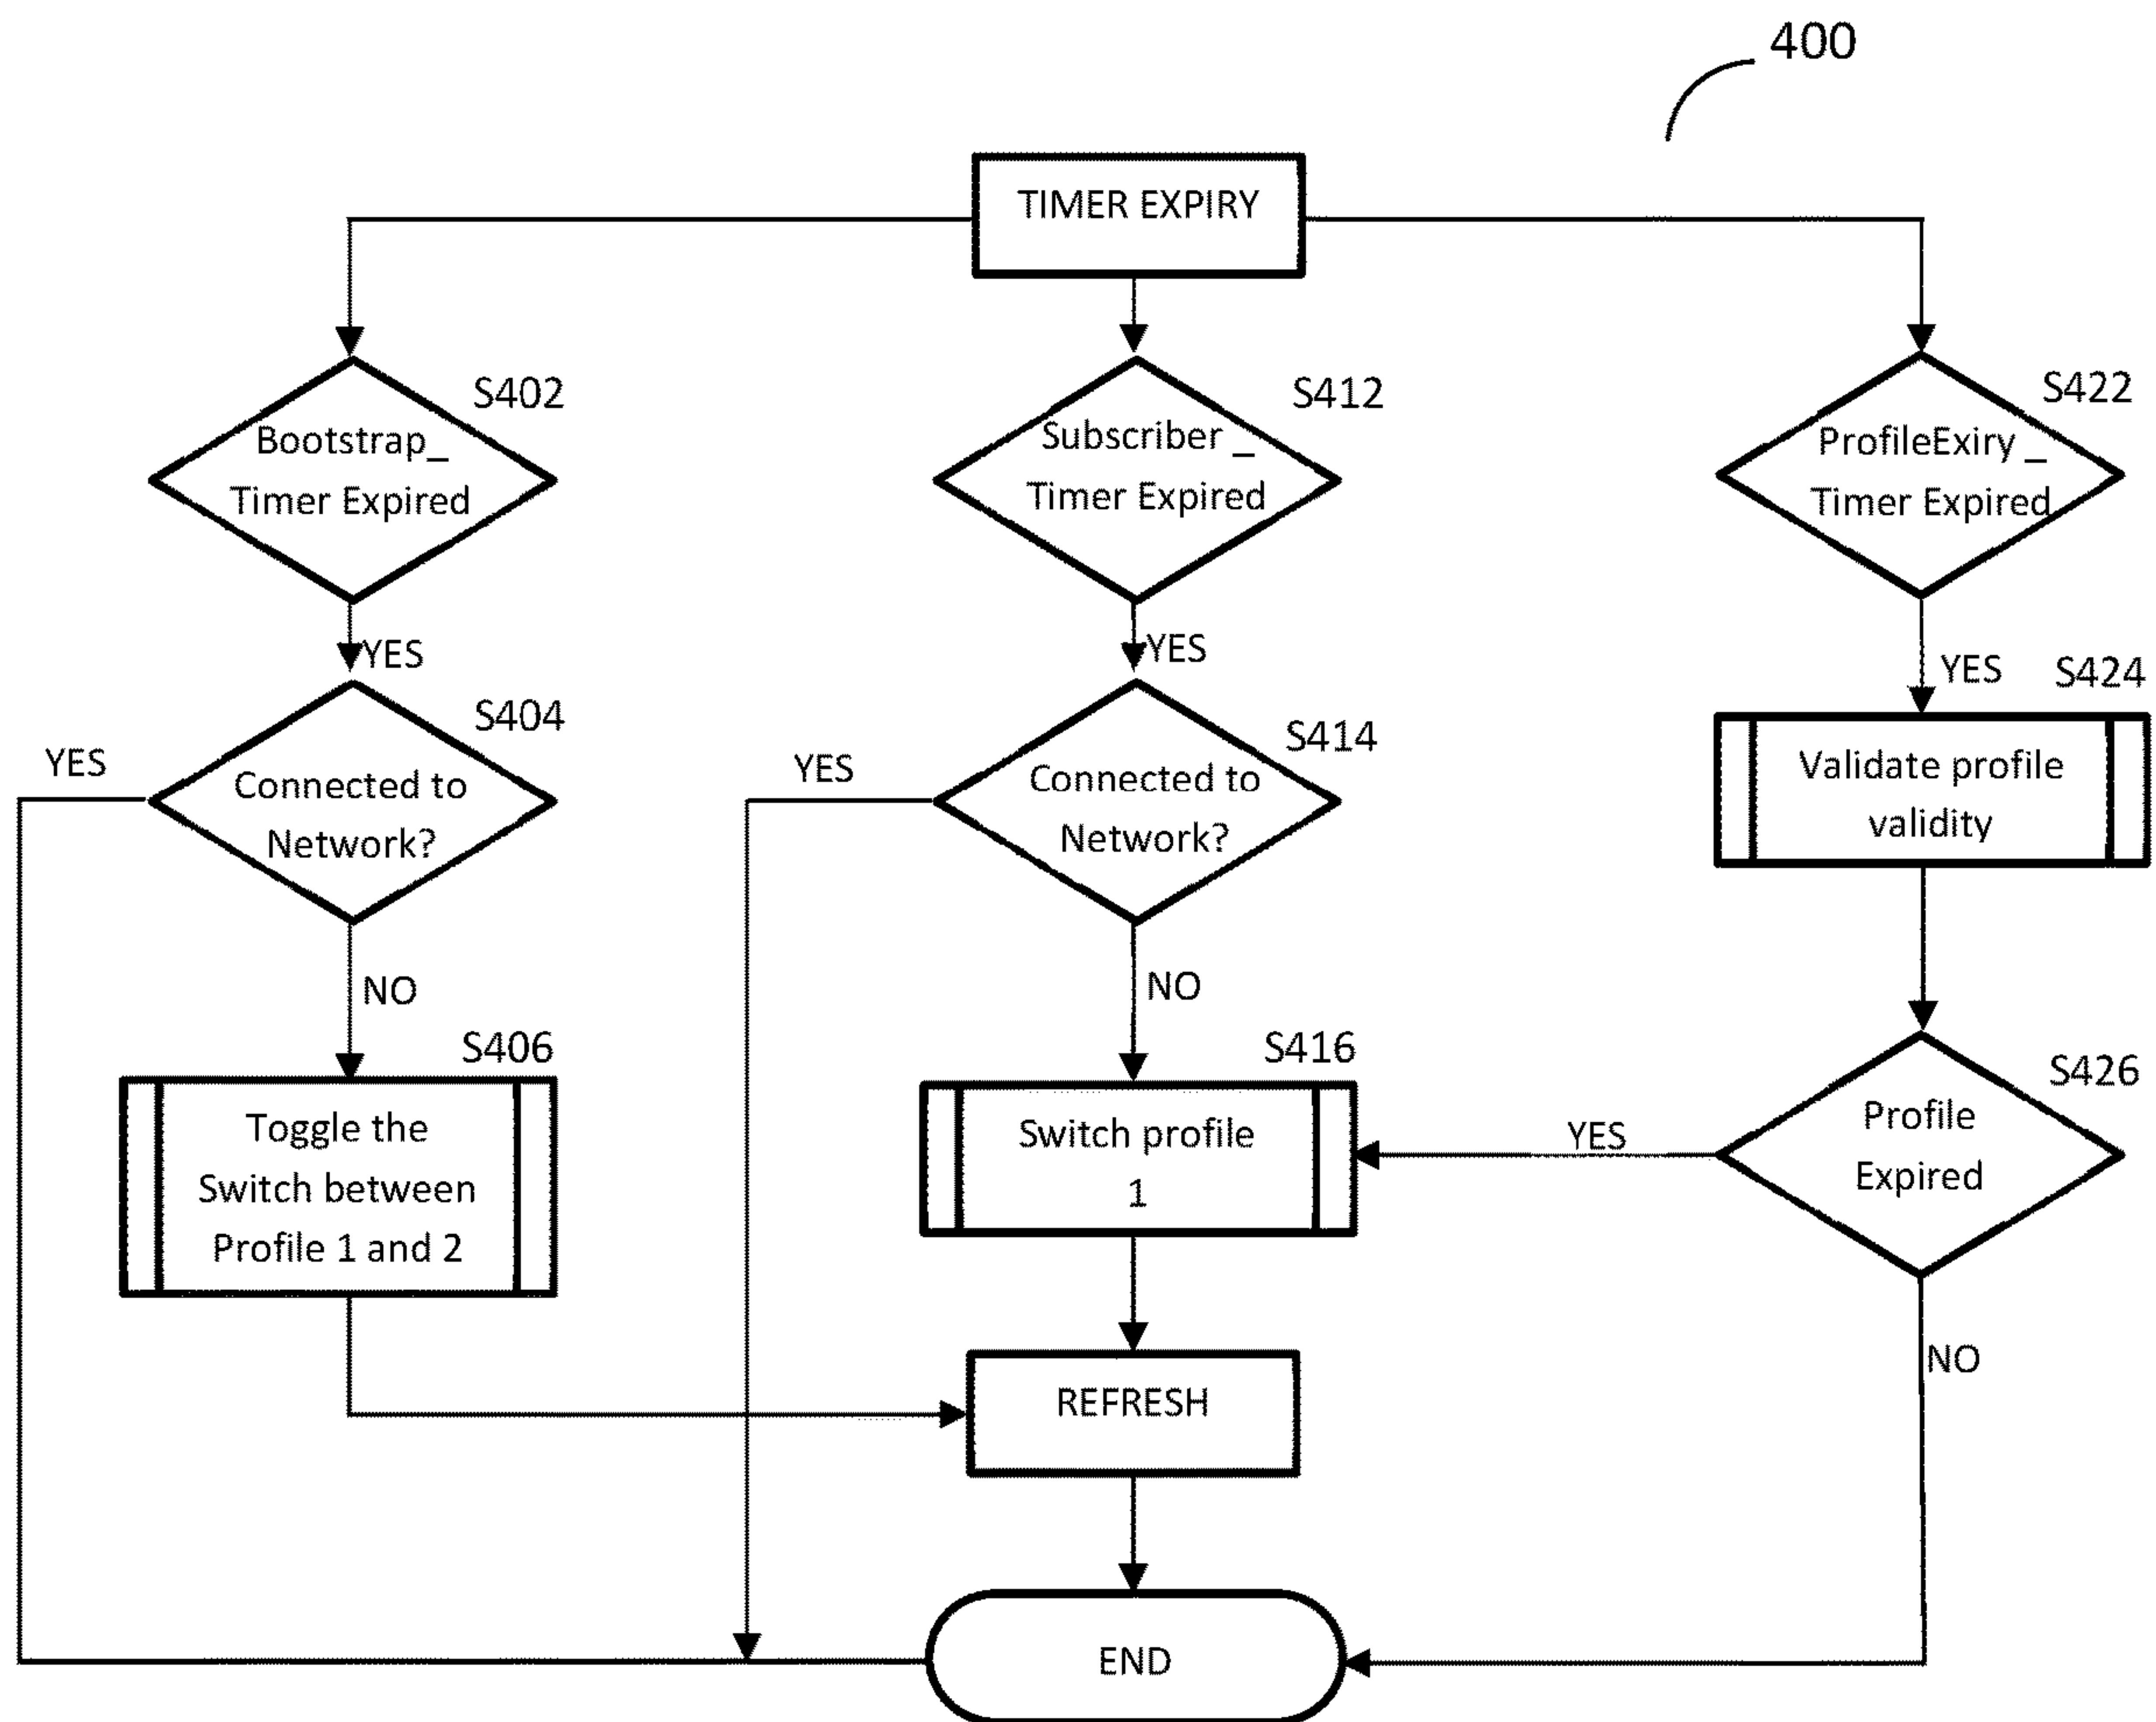 400
TIMER EXPIRY
S402
Bootstrap_
Timer Expired
S412
Subscriber _
Timer Expired
S422
ProfileExiry _
Timer Expired
YES
YES
YES
S404
Connected to
Network?
YES
S414
Connected to
Network?
YES
S424
Validate profile
validity
NO
NO
S406
Toggle the
Switch between
Profile 1 and 2
S416
Switch profile
1
YES
S426
Profile
Expired
NO
REFRESH
END